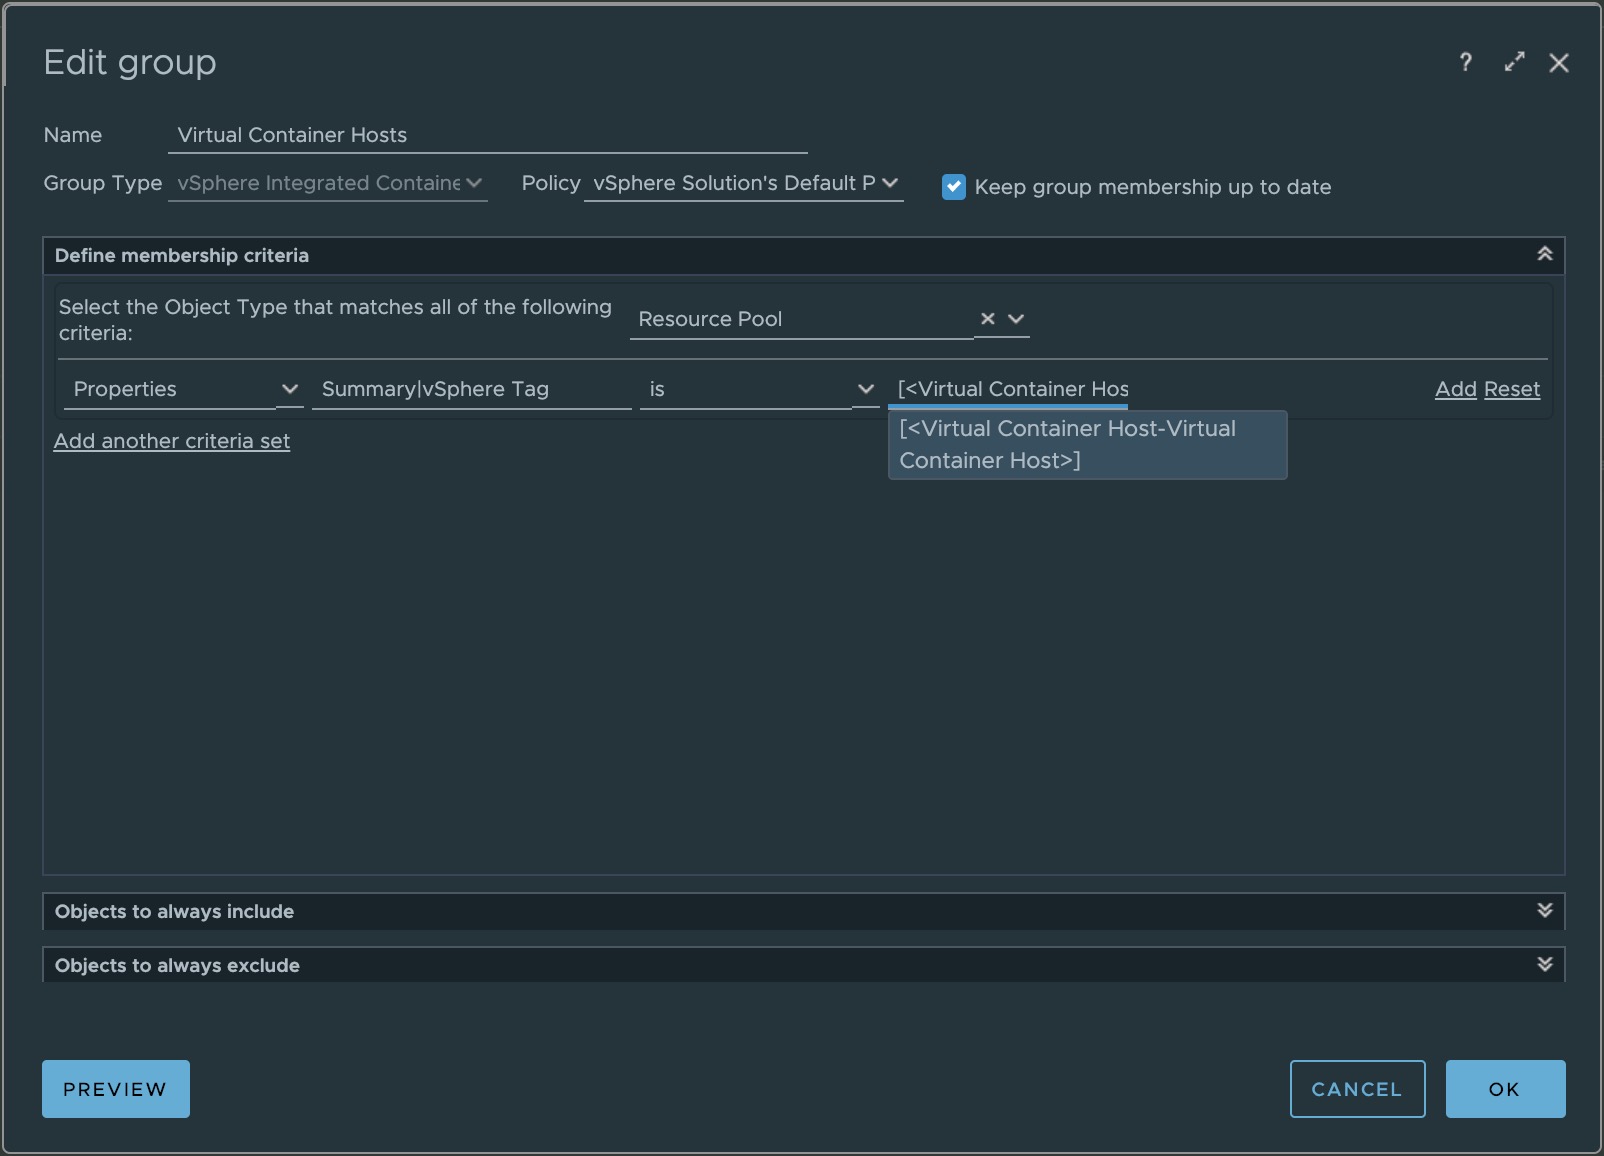 Edit group
?
Name Virtual Container Hosts
Group Type vSphere Integrated Containe Policy vSphere Solution's Default P Keep group membership up to date
Define membership criteria
Select the Object Type that matches all of the following
criteria:
Resource Pool
Properties Summary|vSphere Tag is [<Virtual Container Hos Add Reset
[<Virtual Container Host-Virtual
Container Host>]
Add another criteria set
Objects to always include
Objects to always exclude
PREVIEW CANCEL OK